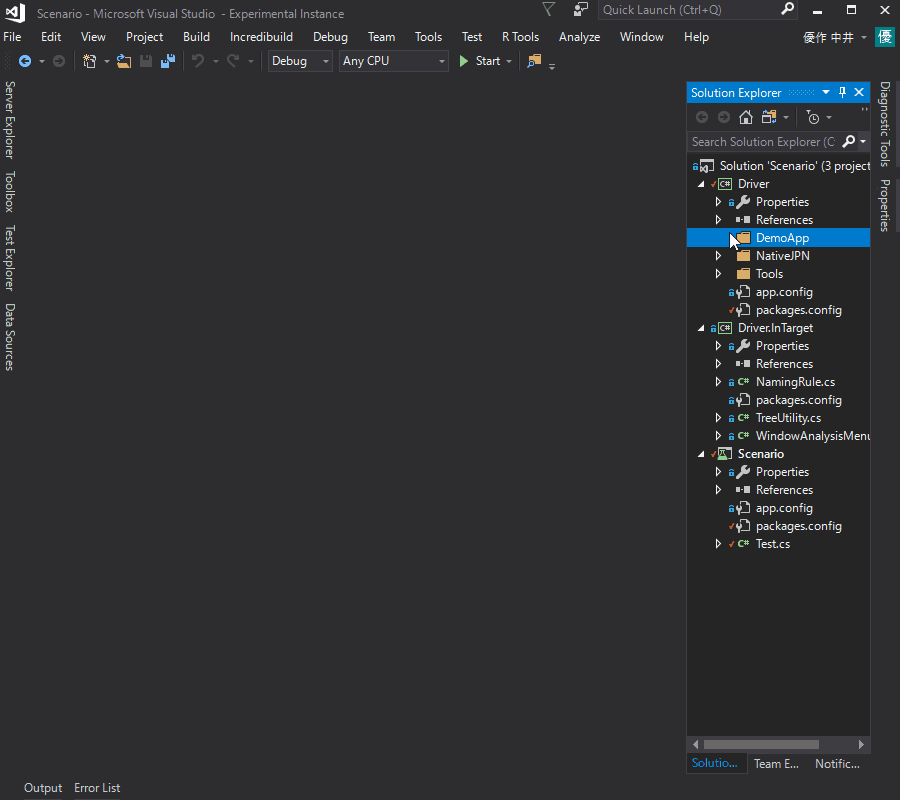 Scenario - Microsoft Visual Studio - Experimental Instance
Quick Launch (Ctrl+Q)
File Edit View Project Build Incredibuild Debug Team Tools Test R Tools Analyze Window Help 優作 中井 優
Debug Any CPU Start
Server Explorer
Toolbox
Test Explorer
Data Sources
Solution Explorer
Search Solution Explorer (C
Solution 'Scenario' (3 project
C# Driver
Properties
References
DemoApp
NativeJPN
Tools
app.config
packages.config
C# Driver.InTarget
Properties
References
C# NamingRule.cs
packages.config
C# TreeUtility.cs
C# WindowAnalysisMenu
Scenario
Properties
References
app.config
packages.config
C# Test.cs
Solutio... Team E... Notific...
Diagnostic Tools
Properties
Output Error List